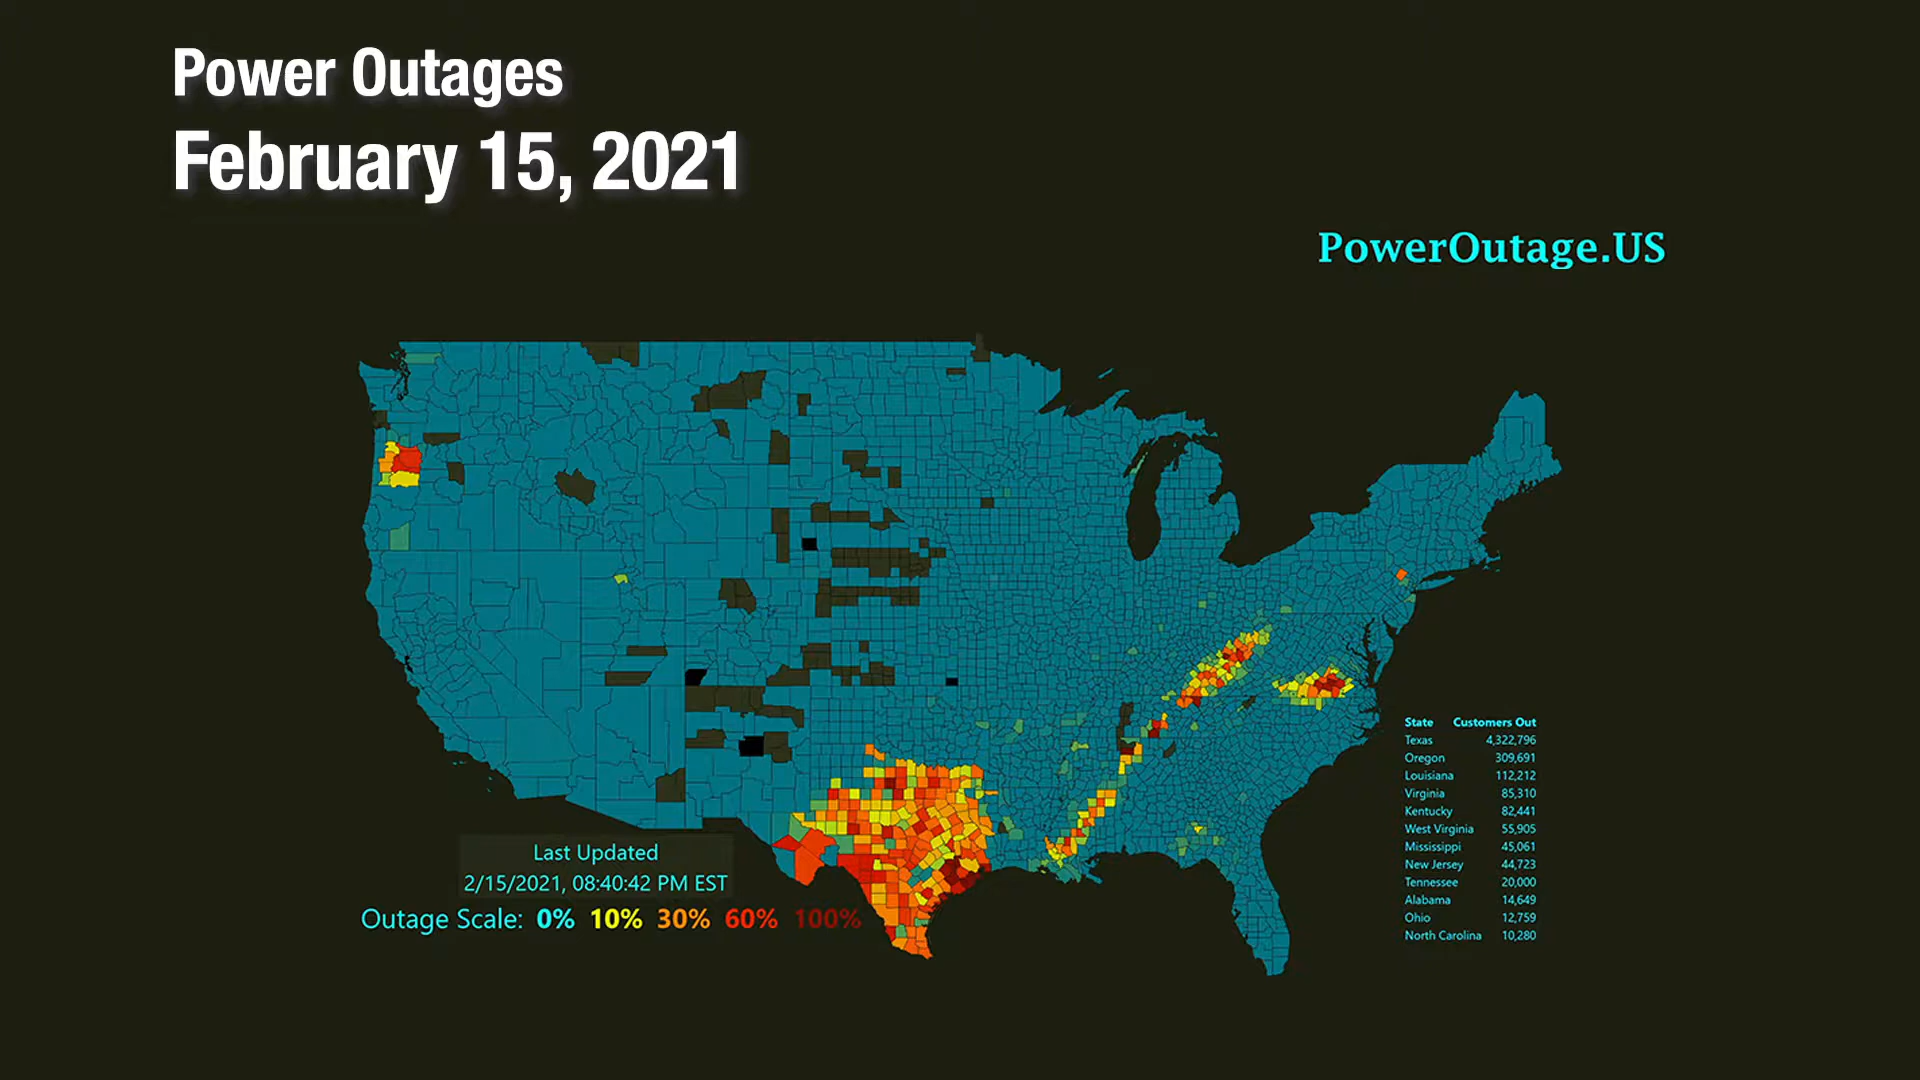 Power Outages
February 15, 2021
PowerOutage.US
State Customers Out
Texas 4,322,796
Oregon 309,691
Louisiana 112,212
Virginia 85,310
Kentucky 82,441
West Virginia 55,905
Mississippi 45,061
New Jersey 44,723
Tennessee 20,000
Alabama 14,649
Ohio 12,759
North Carolina 10,280
Last Updated
2/15/2021, 08:40:42 PM EST
Outage Scale: 0% 10% 30% 60% 100%